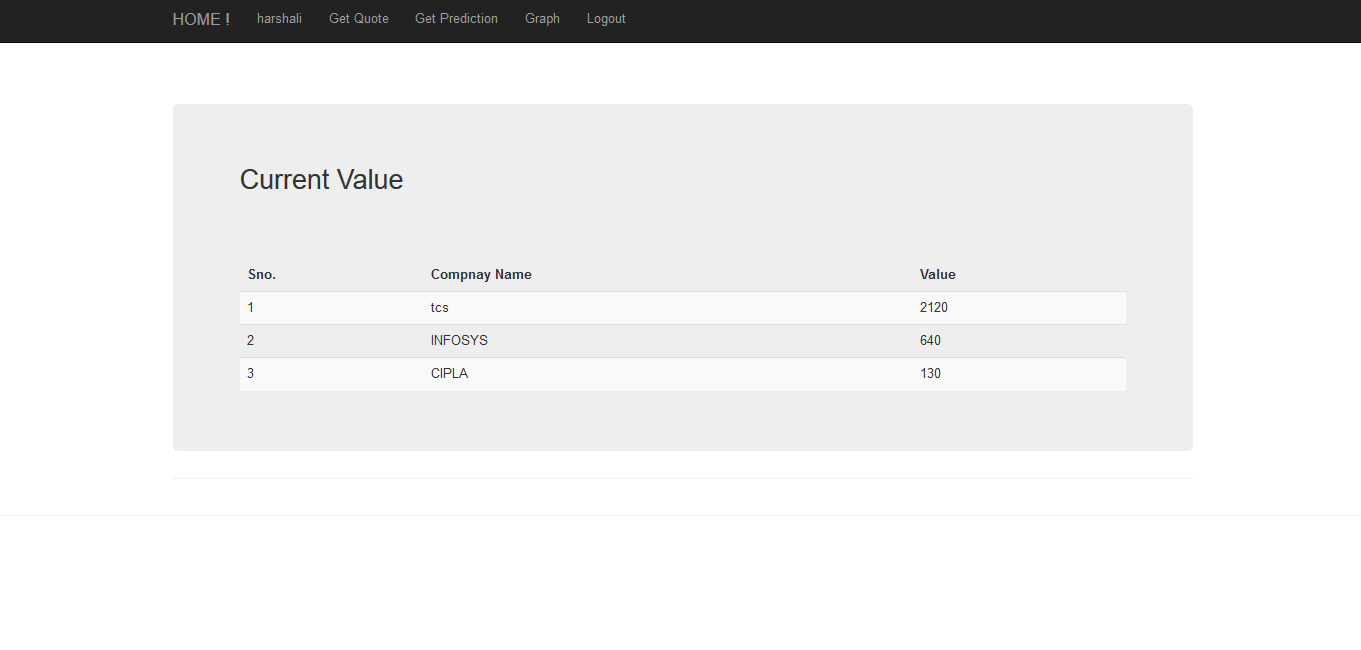 HOME ! harshali Get Quote Get Prediction Graph Logout
Current Value
Sno. Compnay Name Value
1 tcs 2120
2 INFOSYS 640
3 CIPLA 130